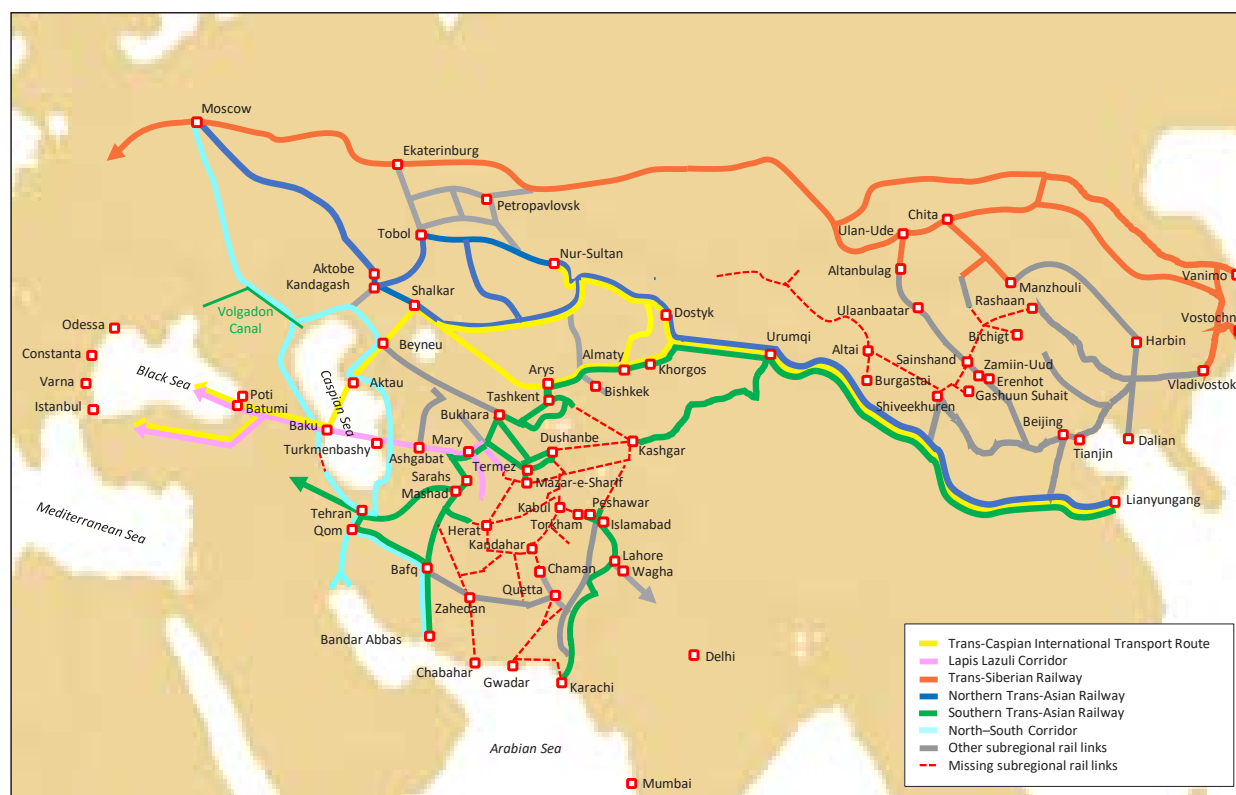 Moscow
Ekaterinburg
Petropavlovsk
Chita
Ulan-Ude
Tobol
Nur-Sultan
Altanbulag
Vanimo
Aktobe
Kandagash
Manzhouli
Shalkar
Rashaan
Volgadon
Canal
Ulaanbaatar
Dostyk
Vostochn
Odessa
Urumqi
Bichigt
Harbin
Beyneu
Constanta
Almaty
Altai
Sainshand
Zamiin-Uud
Black Sea
Caspian Sea
Khorgos
Erenhot
Varna
Aktau
Arys
Burgastai
Vladivostok
Poti
Bishkek
Gashuun Suhait
Istanbul
Batumi
Tashkent
Shiveekhuren
Bukhara
Baku
Beijing
Turkmenbashy
Mary
Dushanbe
Tianjin
Dalian
Ashgabat
Kashgar
Termez
Sarahs
Mazar-e-Sharif
Mashad
Lianyungang
Kabul
Peshawar
Tehran
Torkham
Islamabad
Mediterranean Sea
Qom
Herat
Kandahar
Lahore
Bafq
Chaman
Wagha
Quetta
Zahedan
Bandar Abbas
Delhi
Chabahar
Gwadar
Karachi
Arabian Sea
Mumbai
Trans-Caspian International Transport Route
Lapis Lazuli Corridor
Trans-Siberian Railway
Northern Trans-Asian Railway
Southern Trans-Asian Railway
North–South Corridor
Other subregional rail links
Missing subregional rail links